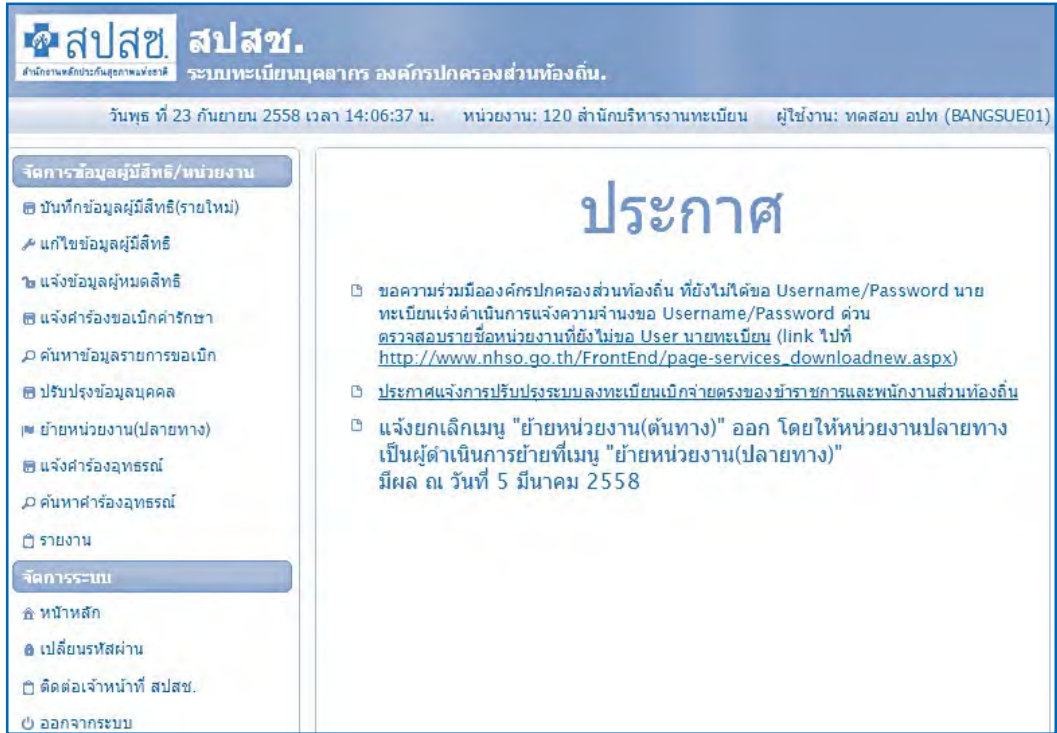 สปสช.
สำนักงานหลักประกันสุขภาพแห่งชาติ
สปสช.
ระบบทะเบียนบุคลากร องค์กรปกครองส่วนท้องถิ่น.
วันพุธ ที่ 23 กันยายน 2558 เวลา 14:06:37 น. หน่วยงาน: 120 สำนักบริหารงานทะเบียน ผู้ใช้งาน: ทดสอบ อปท (BANGSUE01)
จัดการข้อมูลผู้มีสิทธิ/หน่วยงาน
บันทึกข้อมูลผู้มีสิทธิ(รายใหม่)
แก้ไขข้อมูลผู้มีสิทธิ
แจ้งข้อมูลผู้หมดสิทธิ
แจ้งคำร้องขอเบิกค่ารักษา
ค้นหาข้อมูลรายการขอเบิก
ปรับปรุงข้อมูลบุคคล
ย้ายหน่วยงาน(ปลายทาง)
แจ้งคำร้องอุทธรณ์
ค้นหาคำร้องอุทธรณ์
รายงาน
จัดการระบบ
หน้าหลัก
เปลี่ยนรหัสผ่าน
ติดต่อเจ้าหน้าที่ สปสช.
ออกจากระบบ
ประกาศ
ขอความร่วมมือองค์กรปกครองส่วนท้องถิ่น ที่ยังไม่ได้ขอ Username/Password นาย
ทะเบียนเร่งดำเนินการแจ้งความจำนงขอ Username/Password ด่วน
ตรวจสอบรายชื่อหน่วยงานที่ยังไม่ขอ User นายทะเบียน (link ไปที่
http://www.nhso.go.th/FrontEnd/page-services_downloadnew.aspx)
ประกาศแจ้งการปรับปรุงระบบลงทะเบียนเบิกจ่ายตรงของข้าราชการและพนักงานส่วนท้องถิ่น
แจ้งยกเลิกเมนู "ย้ายหน่วยงาน(ต้นทาง)" ออก โดยให้หน่วยงานปลายทาง
เป็นผู้ดำเนินการย้ายที่เมนู "ย้ายหน่วยงาน(ปลายทาง)"
มีผล ณ วันที่ 5 มีนาคม 2558